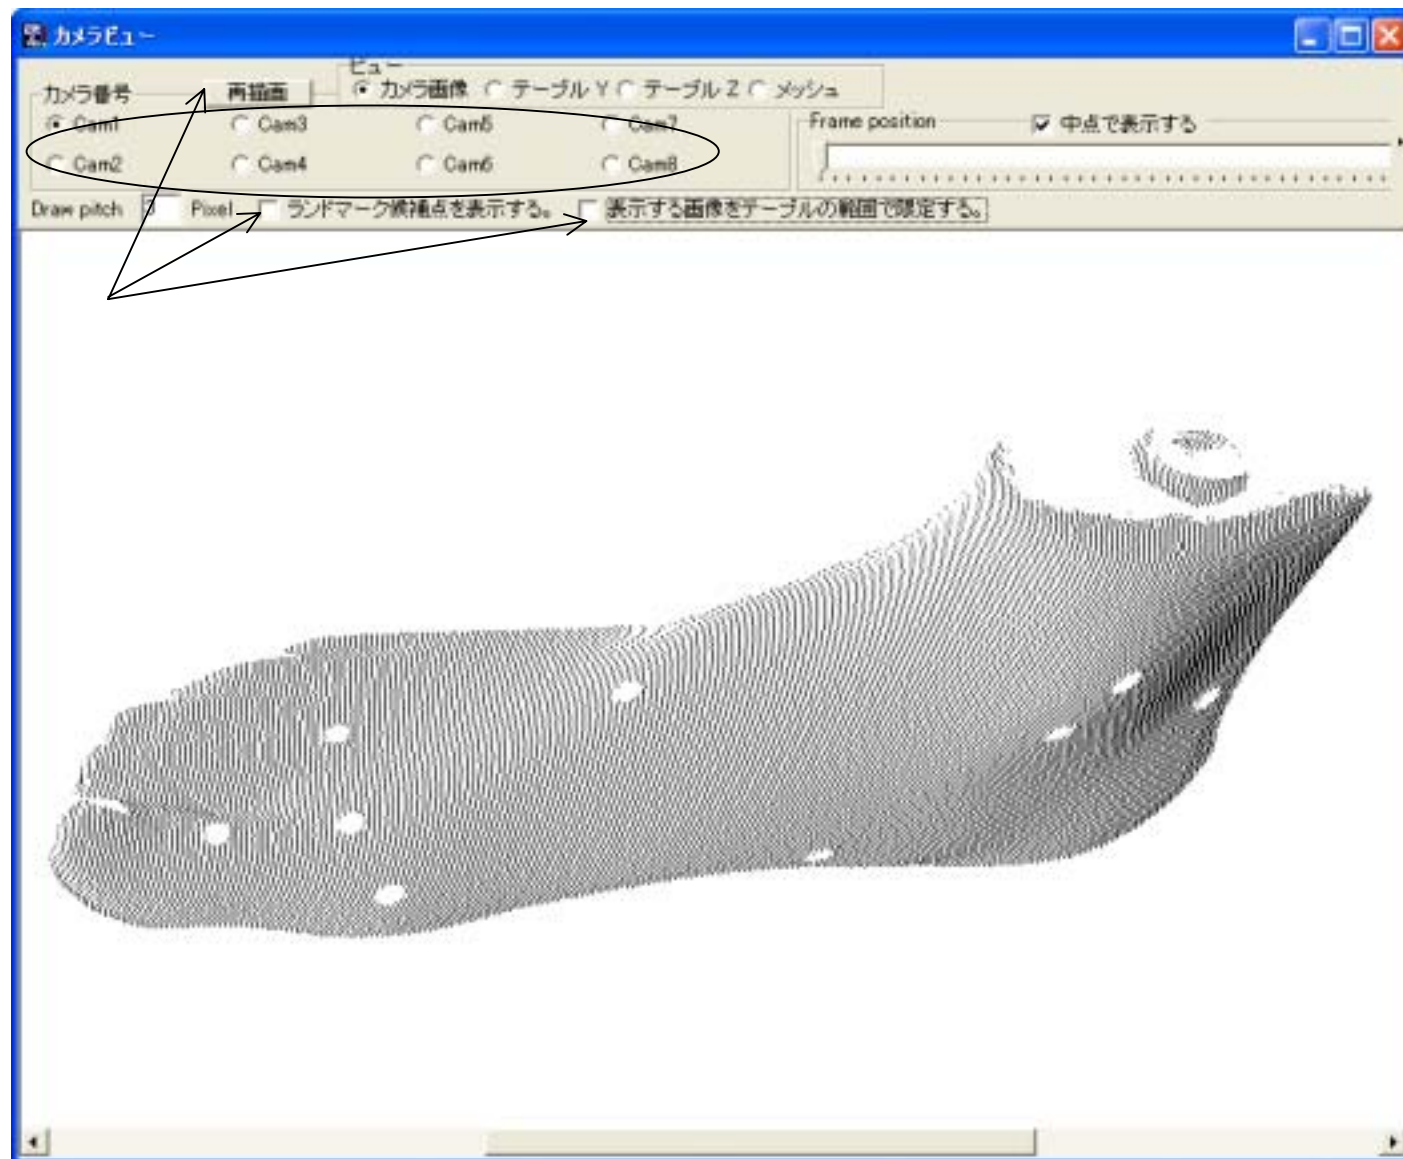 カメラビュー
ビュー
カメラ番号 再描画 カメラ画像 テーブル Y テーブル Z メッシュ
Cam1 Cam3 Cam5 Cam7 Frame position 中点で表示する
Cam2 Cam4 Cam6 Cam8
Draw pitch Pixel ランドマーク候補点を表示する。 表示する画像をテーブルの範囲で限定する。